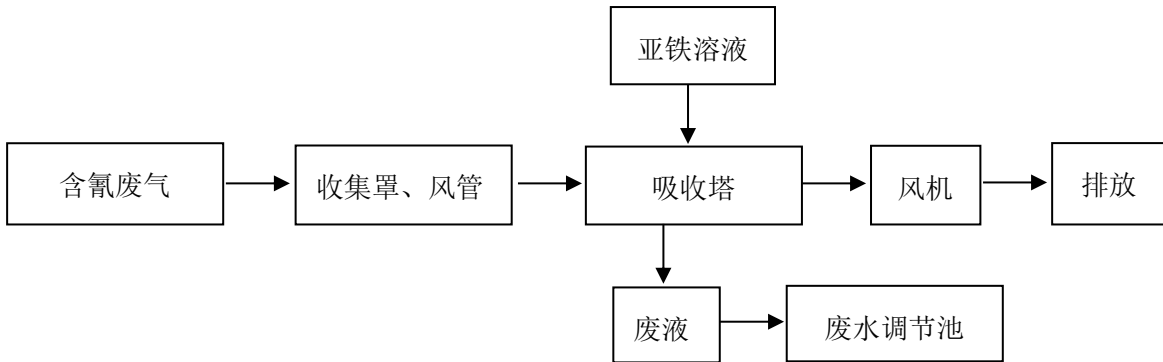 亚铁溶液
含氰废气
收集罩、风管
吸收塔
风机
排放
废液
废水调节池